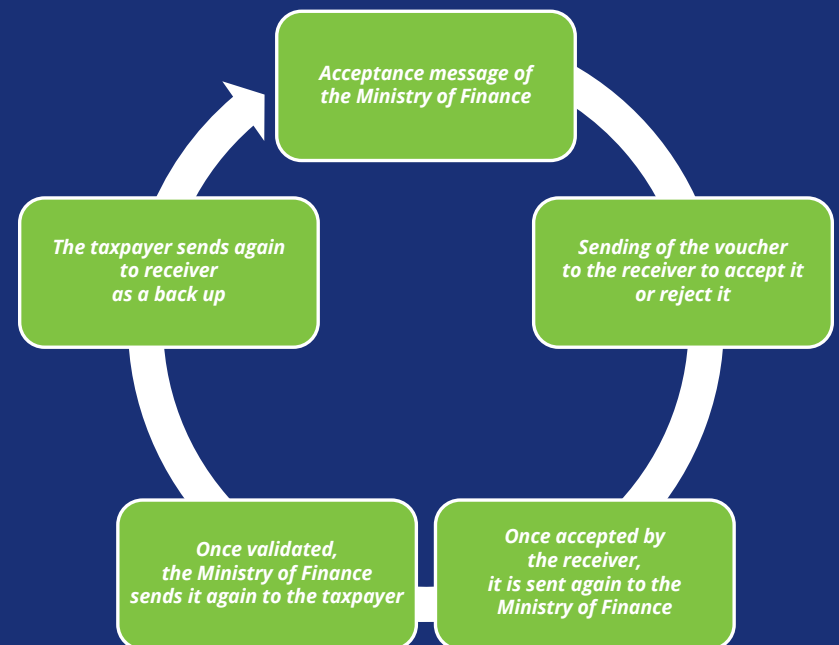 Acceptance message of
the Ministry of Finance
Sending of the voucher
to the receiver to accept it
or reject it
Once accepted by
the receiver,
it is sent again to the
Ministry of Finance
Once validated,
the Ministry of Finance
sends it again to the taxpayer
The taxpayer sends again
to receiver
as a back up